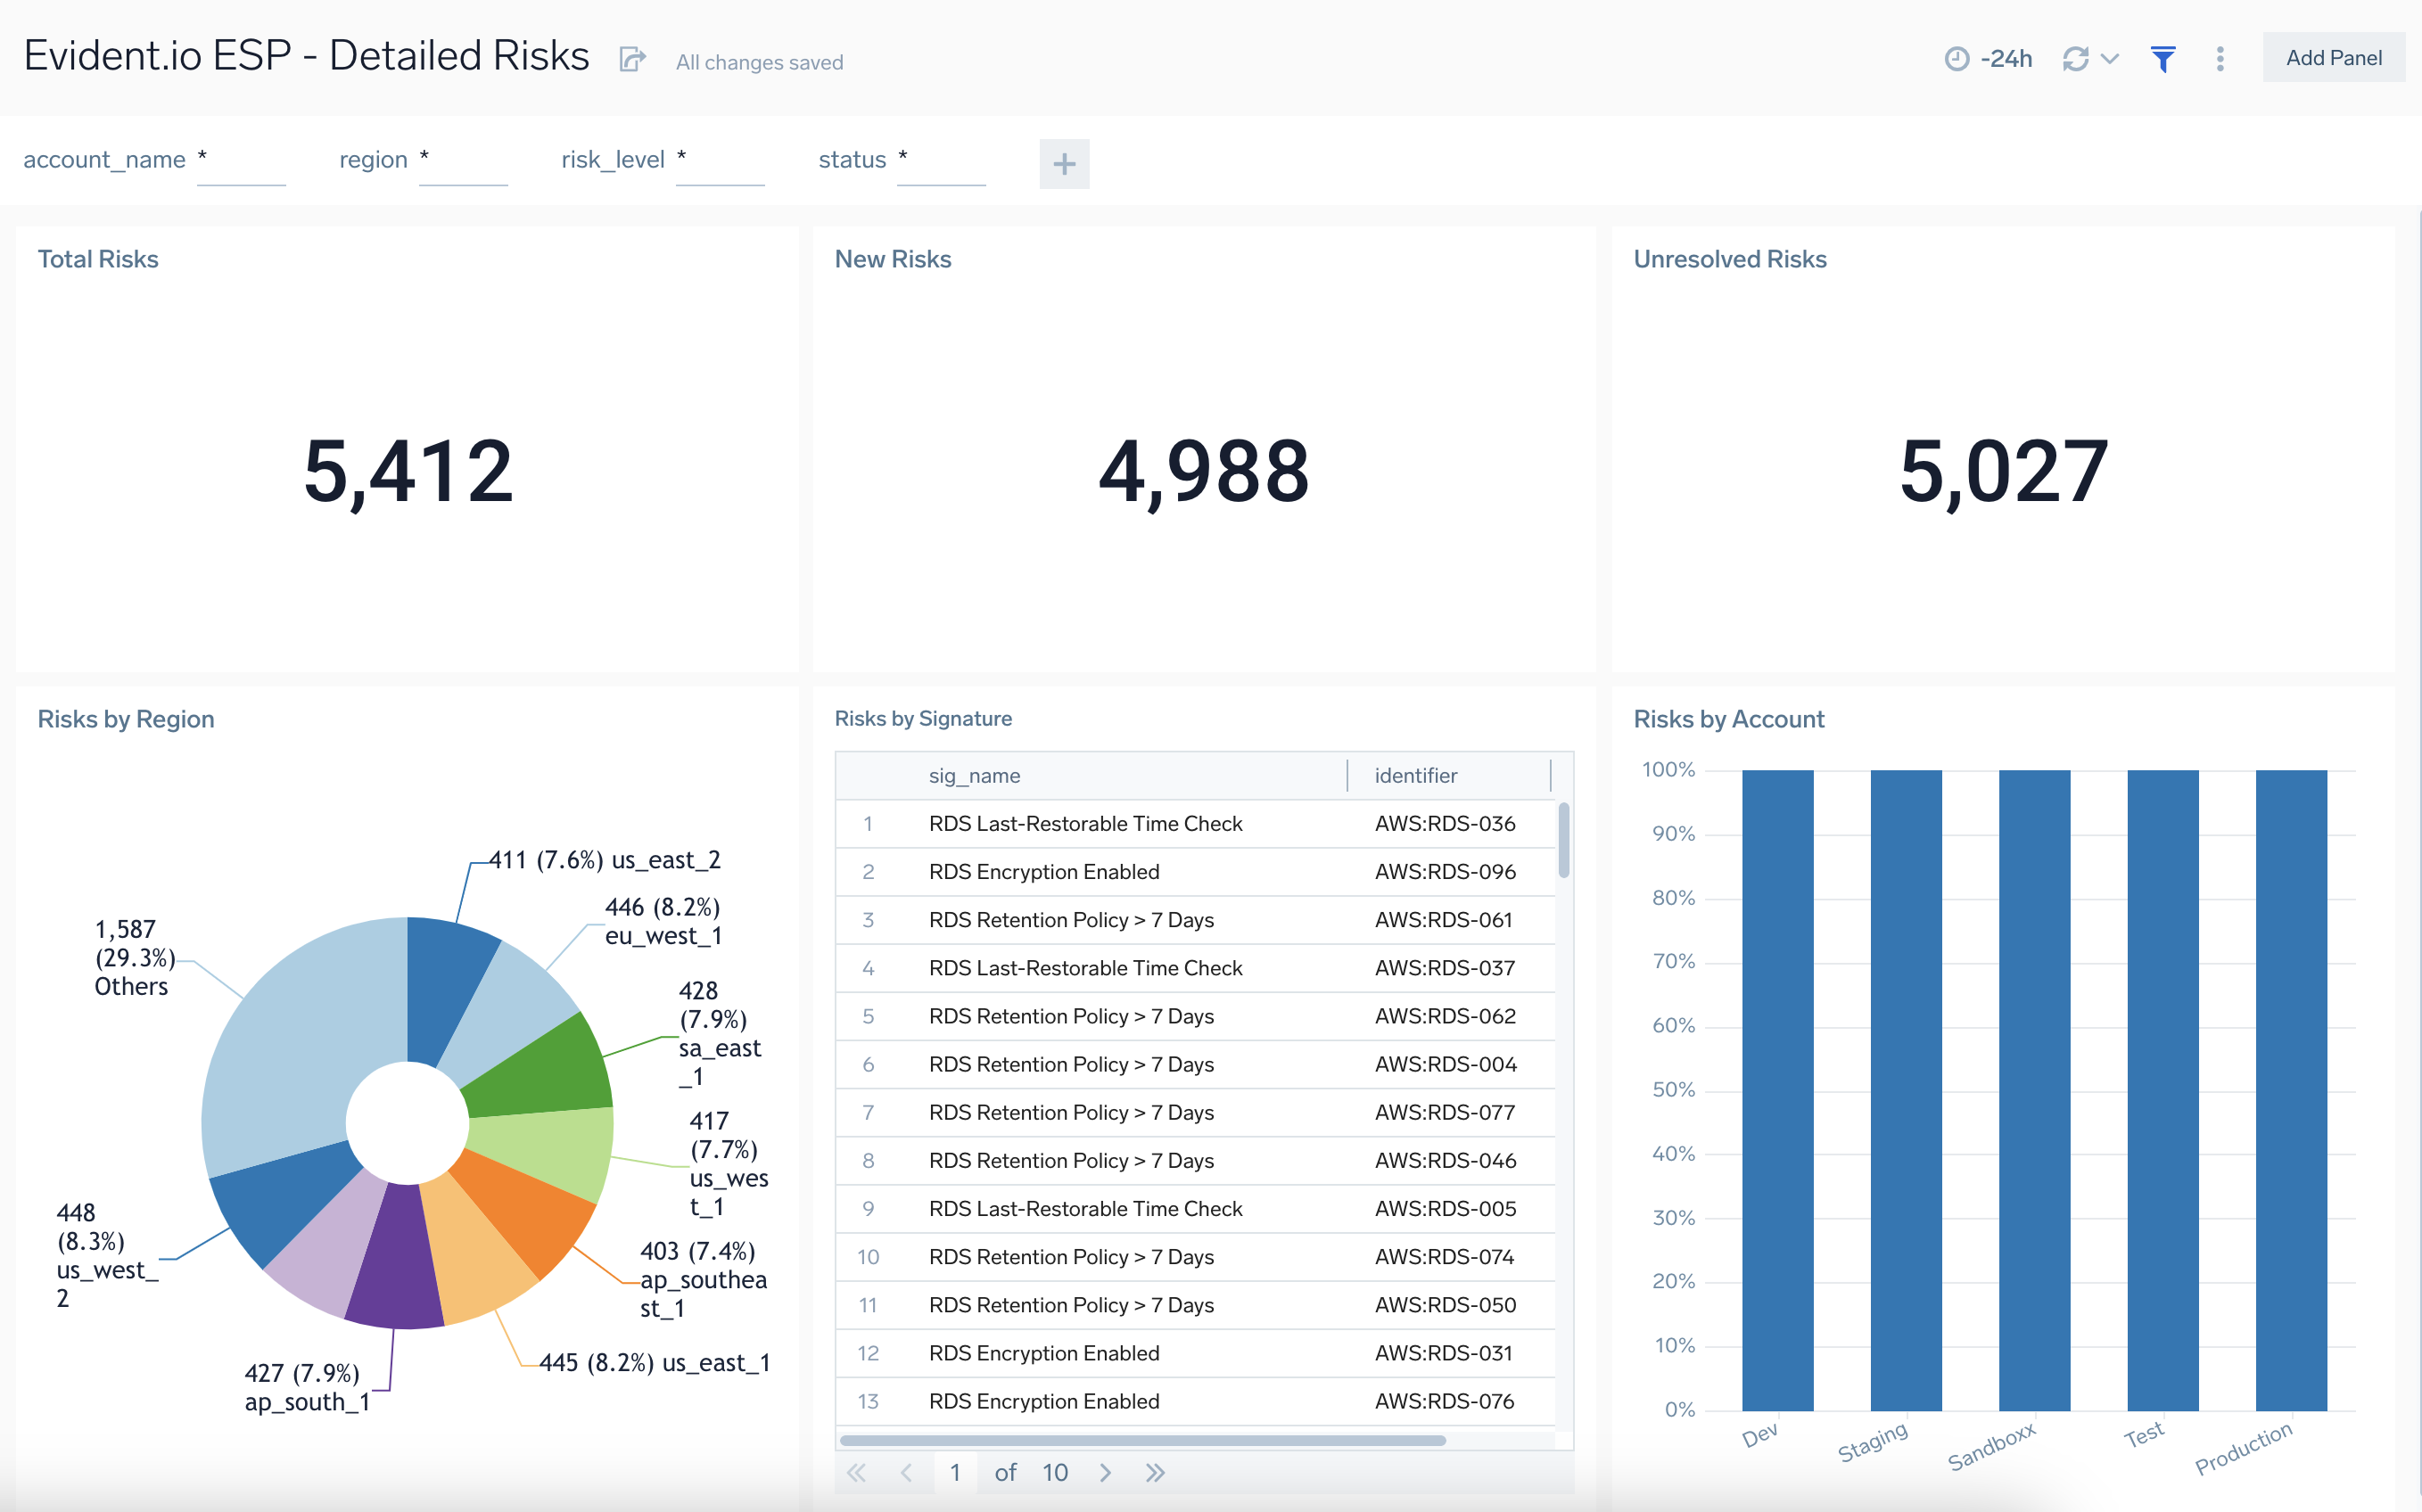 Evident.io ESP - Detailed Risks
All changes saved
-24h
Add Panel
account_name *
region *
risk_level *
status *
Total Risks
5,412
New Risks
4,988
Unresolved Risks
5,027
Risks by Region
411 (7.6%) us_east_2
446 (8.2%)
eu_west_1
428
(7.9%)
sa_east
_1
417
(7.7%)
us_wes
t_1
403 (7.4%)
ap_southea
st_1
445 (8.2%) us_east_1
427 (7.9%)
ap_south_1
448
(8.3%)
us_west_
2
1,587
(29.3%)
Others
Risks by Signature
sig_name identifier
1 RDS Last-Restorable Time Check AWS:RDS-036
2 RDS Encryption Enabled AWS:RDS-096
3 RDS Retention Policy > 7 Days AWS:RDS-061
4 RDS Last-Restorable Time Check AWS:RDS-037
5 RDS Retention Policy > 7 Days AWS:RDS-062
6 RDS Retention Policy > 7 Days AWS:RDS-004
7 RDS Retention Policy > 7 Days AWS:RDS-077
8 RDS Retention Policy > 7 Days AWS:RDS-046
9 RDS Last-Restorable Time Check AWS:RDS-005
10 RDS Retention Policy > 7 Days AWS:RDS-074
11 RDS Retention Policy > 7 Days AWS:RDS-050
12 RDS Encryption Enabled AWS:RDS-031
13 RDS Encryption Enabled AWS:RDS-076
1 of 10
Risks by Account
100%
90%
80%
70%
60%
50%
40%
30%
20%
10%
0%
Dev
Staging
Sandboxx
Test
Production